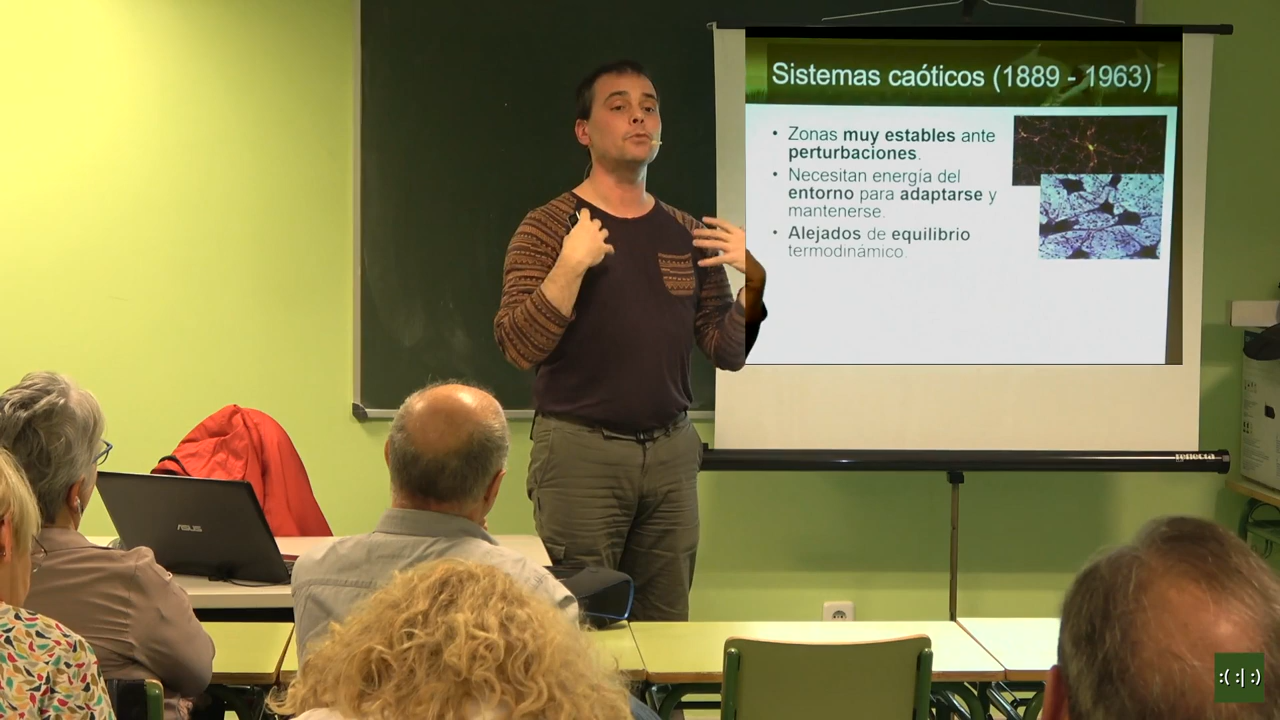 Sistemas caóticos (1889 - 1963)
• Zonas muy estables ante
perturbaciones.
• Necesitan energía del
entorno para adaptarse y
mantenerse.
• Alejados de equilibrio
termodinámico.
reflecta
ASUS
:( :| :)